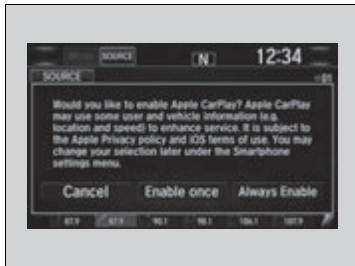 SOURCE
N
12:34
SOURCE
Would you like to enable Apple CarPlay? Apple CarPlay
may use some user and vehicle information (e.g.
location and speed) to enhance service. It is subject to
the Apple Privacy policy and iOS terms of use. You may
change your selection later under the Smartphone
settings menu.
Cancel
Enable once
Always Enable
87.9 87.9 90.1 98.1 106.1 107.9